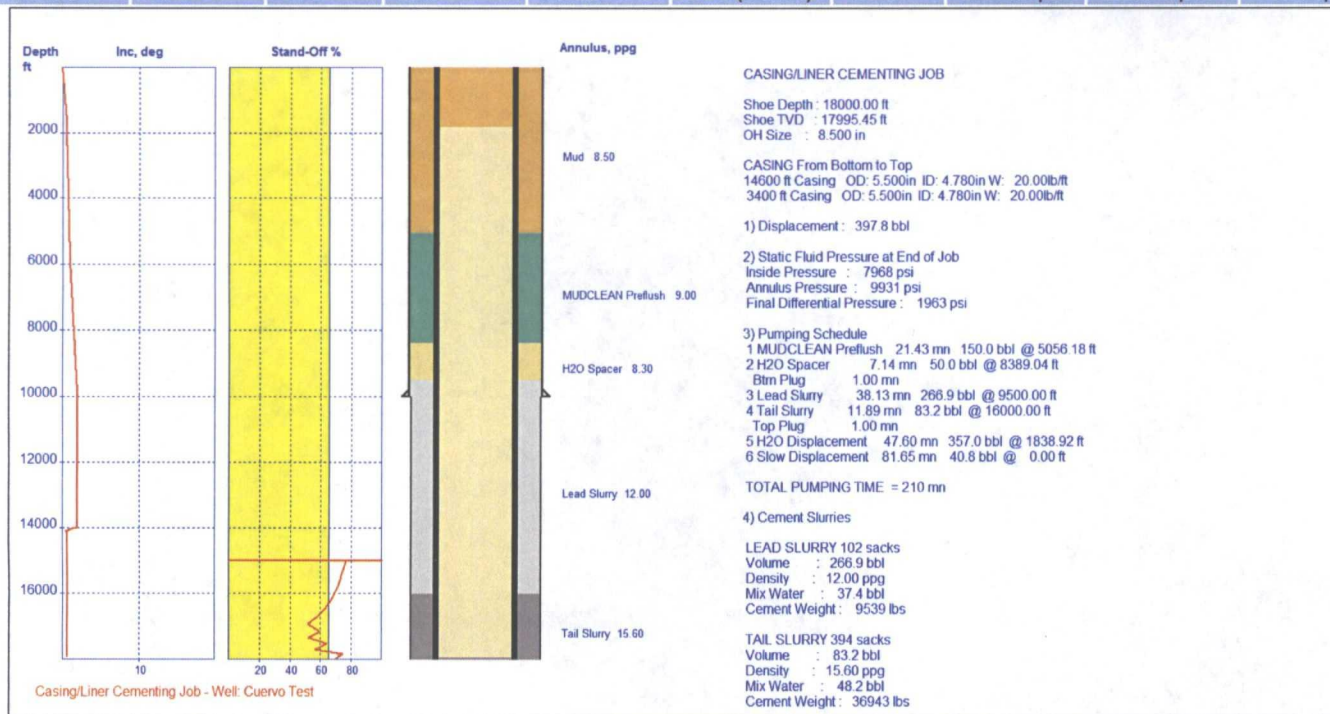 Depth
ft
Inc, deg
Stand-Off %
Annulus, ppg
2000
4000
6000
8000
10000
12000
14000
16000
10
20 40 60 80
Mud 8.50
MUDCLEAN Preflush 9.00
H2O Spacer 8.30
Lead Slurry 12.00
Tail Slurry 15.60
Casing/Liner Cementing Job - Well: Cuervo Test
CASING/LINER CEMENTING JOB
Shoe Depth : 18000.00 ft
Shoe TVD : 17995.45 ft
OH Size : 8.500 in
CASING From Bottom to Top
14600 ft Casing OD: 5.500in ID: 4.780in W: 20.00lb/ft
3400 ft Casing OD: 5.500in ID: 4.780in W: 20.00lb/ft
1) Displacement : 397.8 bbl
2) Static Fluid Pressure at End of Job
Inside Pressure : 7968 psi
Annulus Pressure : 9931 psi
Final Differential Pressure : 1963 psi
3) Pumping Schedule
1 MUDCLEAN Preflush 21.43 mn 150.0 bbl @ 5056.18 ft
2 H2O Spacer 7.14 mn 50.0 bbl @ 8389.04 ft
Btm Plug 1.00 mn
3 Lead Slurry 38.13 mn 266.9 bbl @ 9500.00 ft
4 Tail Slurry 11.89 mn 83.2 bbl @ 16000.00 ft
Top Plug 1.00 mn
5 H2O Displacement 47.60 mn 357.0 bbl @ 1838.92 ft
6 Slow Displacement 81.65 mn 40.8 bbl @ 0.00 ft
TOTAL PUMPING TIME = 210 mn
4) Cement Slurries
LEAD SLURRY 102 sacks
Volume : 266.9 bbl
Density : 12.00 ppg
Mix Water : 37.4 bbl
Cement Weight : 9539 lbs
TAIL SLURRY 394 sacks
Volume : 83.2 bbl
Density : 15.60 ppg
Mix Water : 48.2 bbl
Cement Weight : 36943 lbs